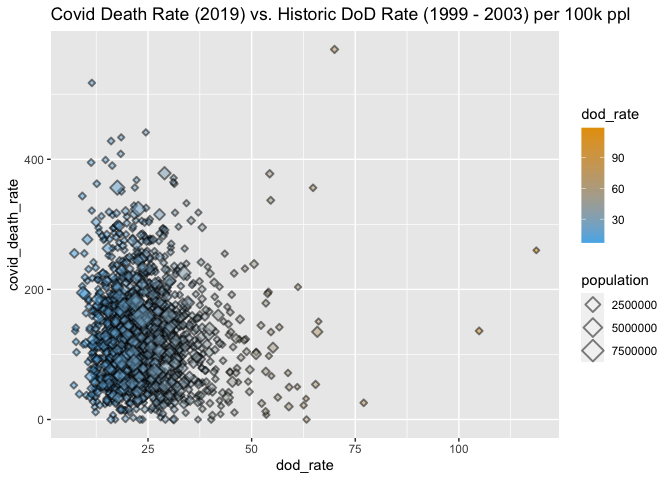 Covid Death Rate (2019) vs. Historic DoD Rate (1999 - 2003) per 100k ppl
covid_death_rate
400
200
0
25
50
75
100
dod_rate
dod_rate
90
60
30
population
2500000
5000000
7500000